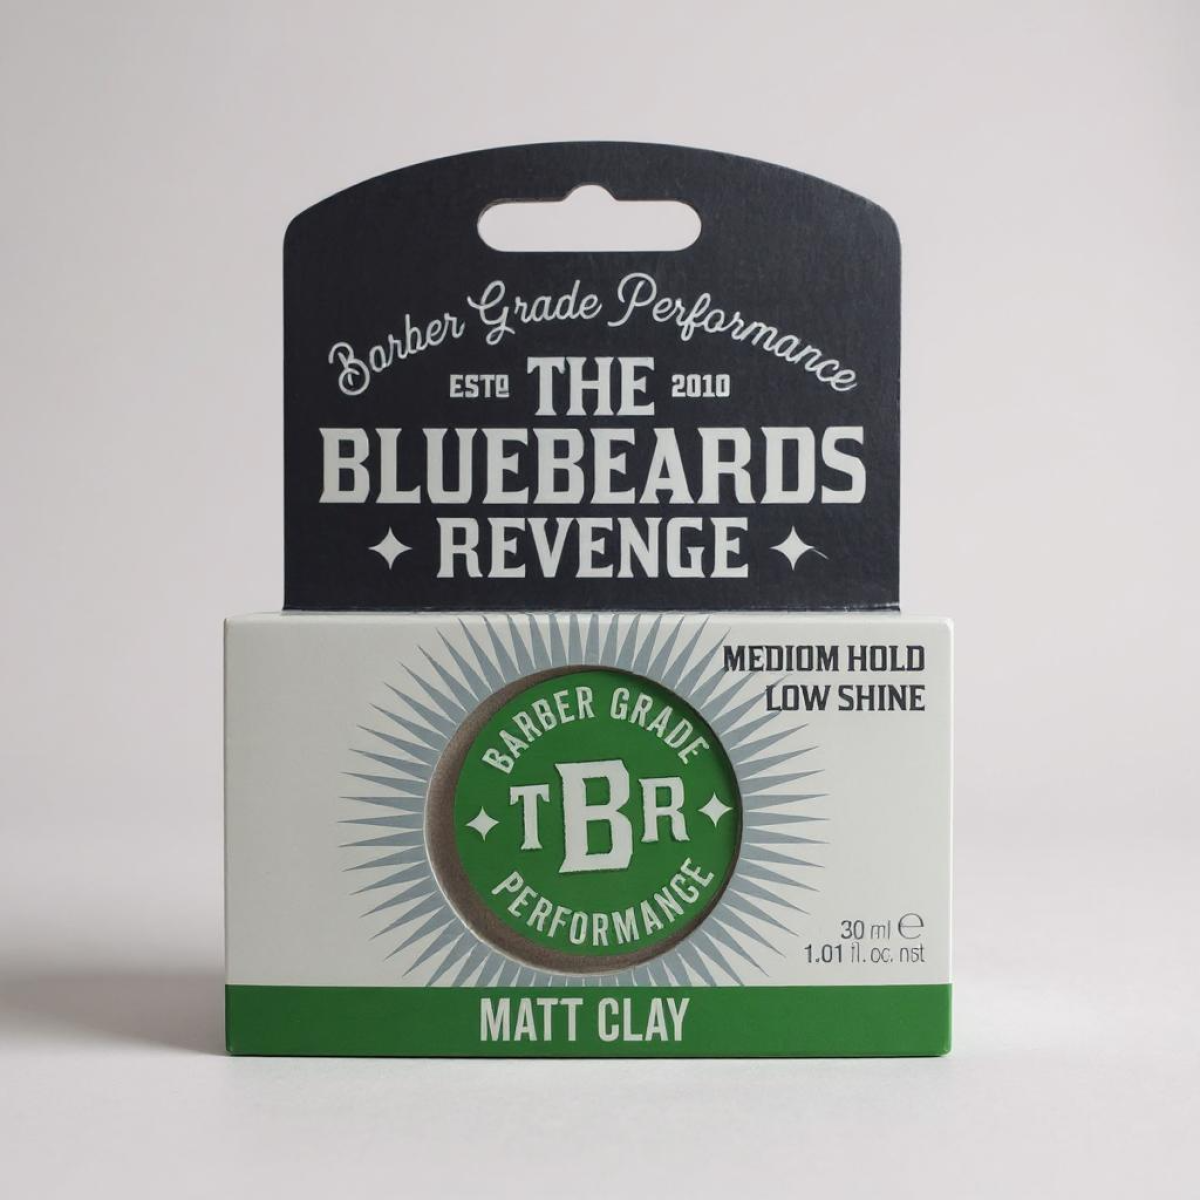 Barber Grade Performance
ESTD THE 2010
BLUEBEARDS
REVENGE
MEDIOM HOLD
LOW SHINE
BARBER GRADE
TBR
PERFORMANCE
30 ml e
1.01 fl. oc. nst
MATT CLAY